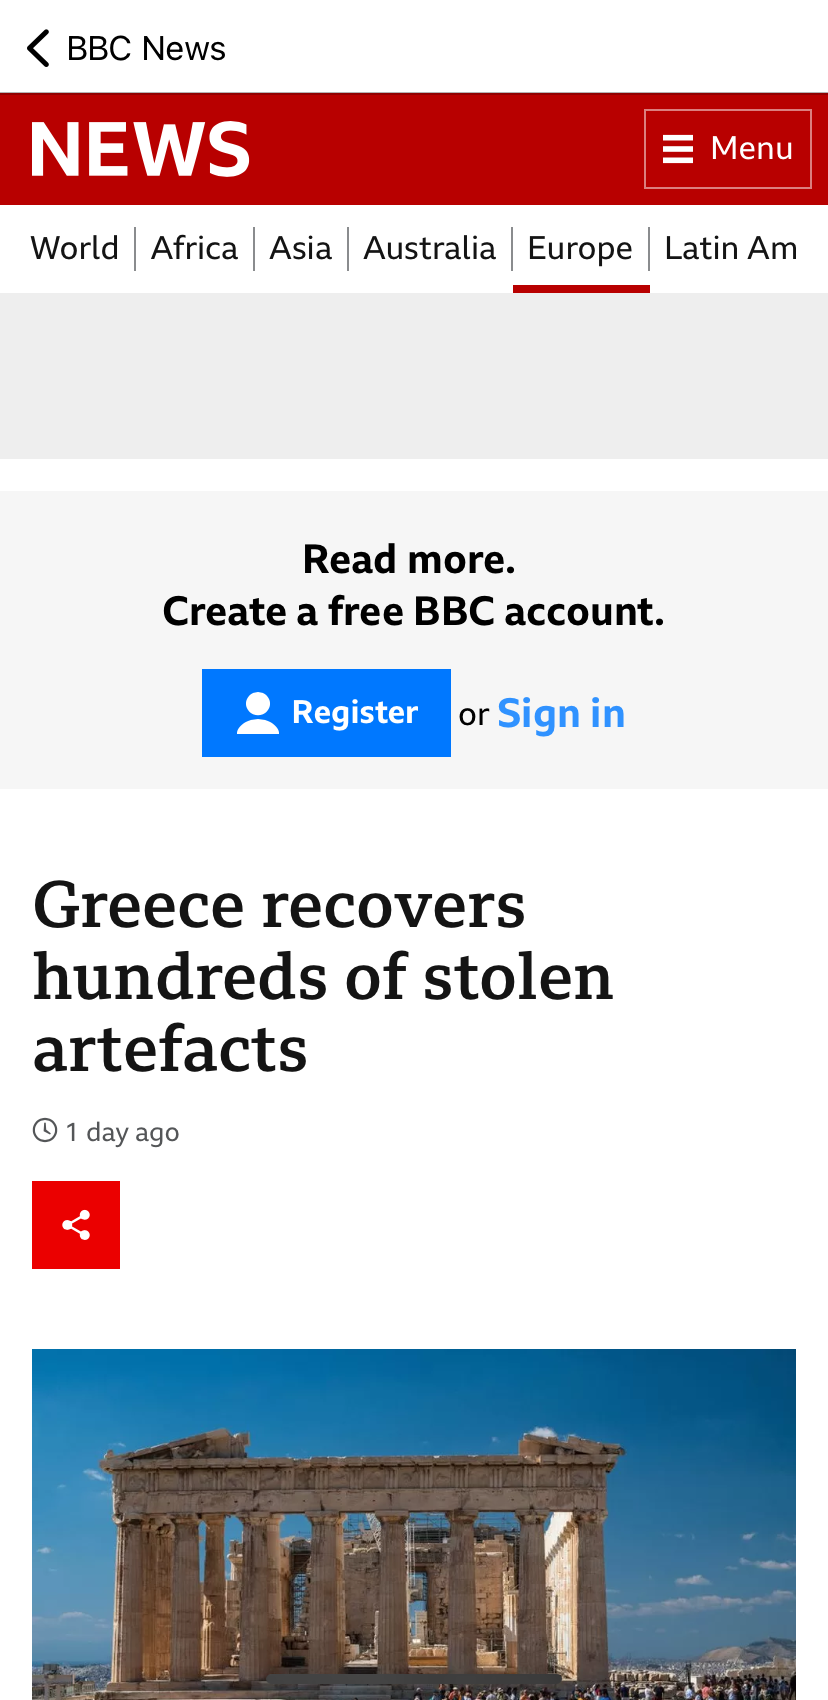 BBC News
NEWS
Menu
World
Africa
Asia
Australia
Europe
Latin Am
Read more.
Create a free BBC account.
Register or Sign in
Greece recovers
hundreds of stolen
artefacts
1 day ago